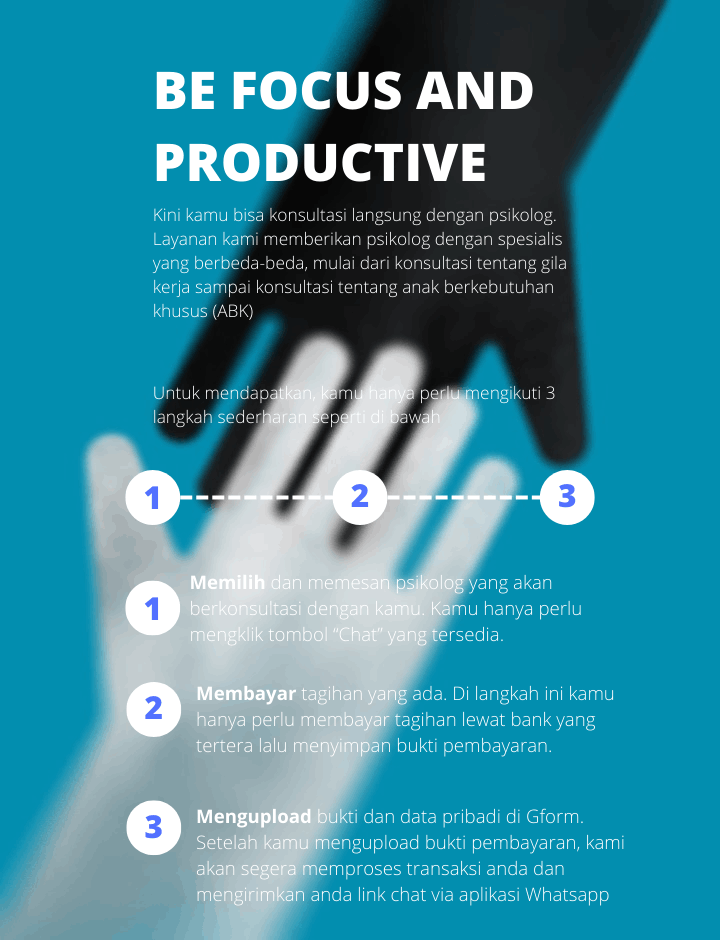 BE FOCUS AND
PRODUCTIVE
Kini kamu bisa konsultasi langsung dengan psikolog.
Layanan kami memberikan psikolog dengan spesialis
yang berbeda-beda, mulai dari konsultasi tentang gila
kerja sampai konsultasi tentang anak berkebutuhan
khusus (ABK)
Untuk mendapatkan, kamu hanya perlu mengikuti 3
langkah sederharan seperti di bawah
1 2 3
1
Memilih dan memesan psikolog yang akan
berkonsultasi dengan kamu. Kamu hanya perlu
mengklik tombol “Chat” yang tersedia.
2
Membayar tagihan yang ada. Di langkah ini kamu
hanya perlu membayar tagihan lewat bank yang
tertera lalu menyimpan bukti pembayaran.
3
Mengupload bukti dan data pribadi di Gform.
Setelah kamu mengupload bukti pembayaran, kami
akan segera memproses transaksi anda dan
mengirimkan anda link chat via aplikasi Whatsapp